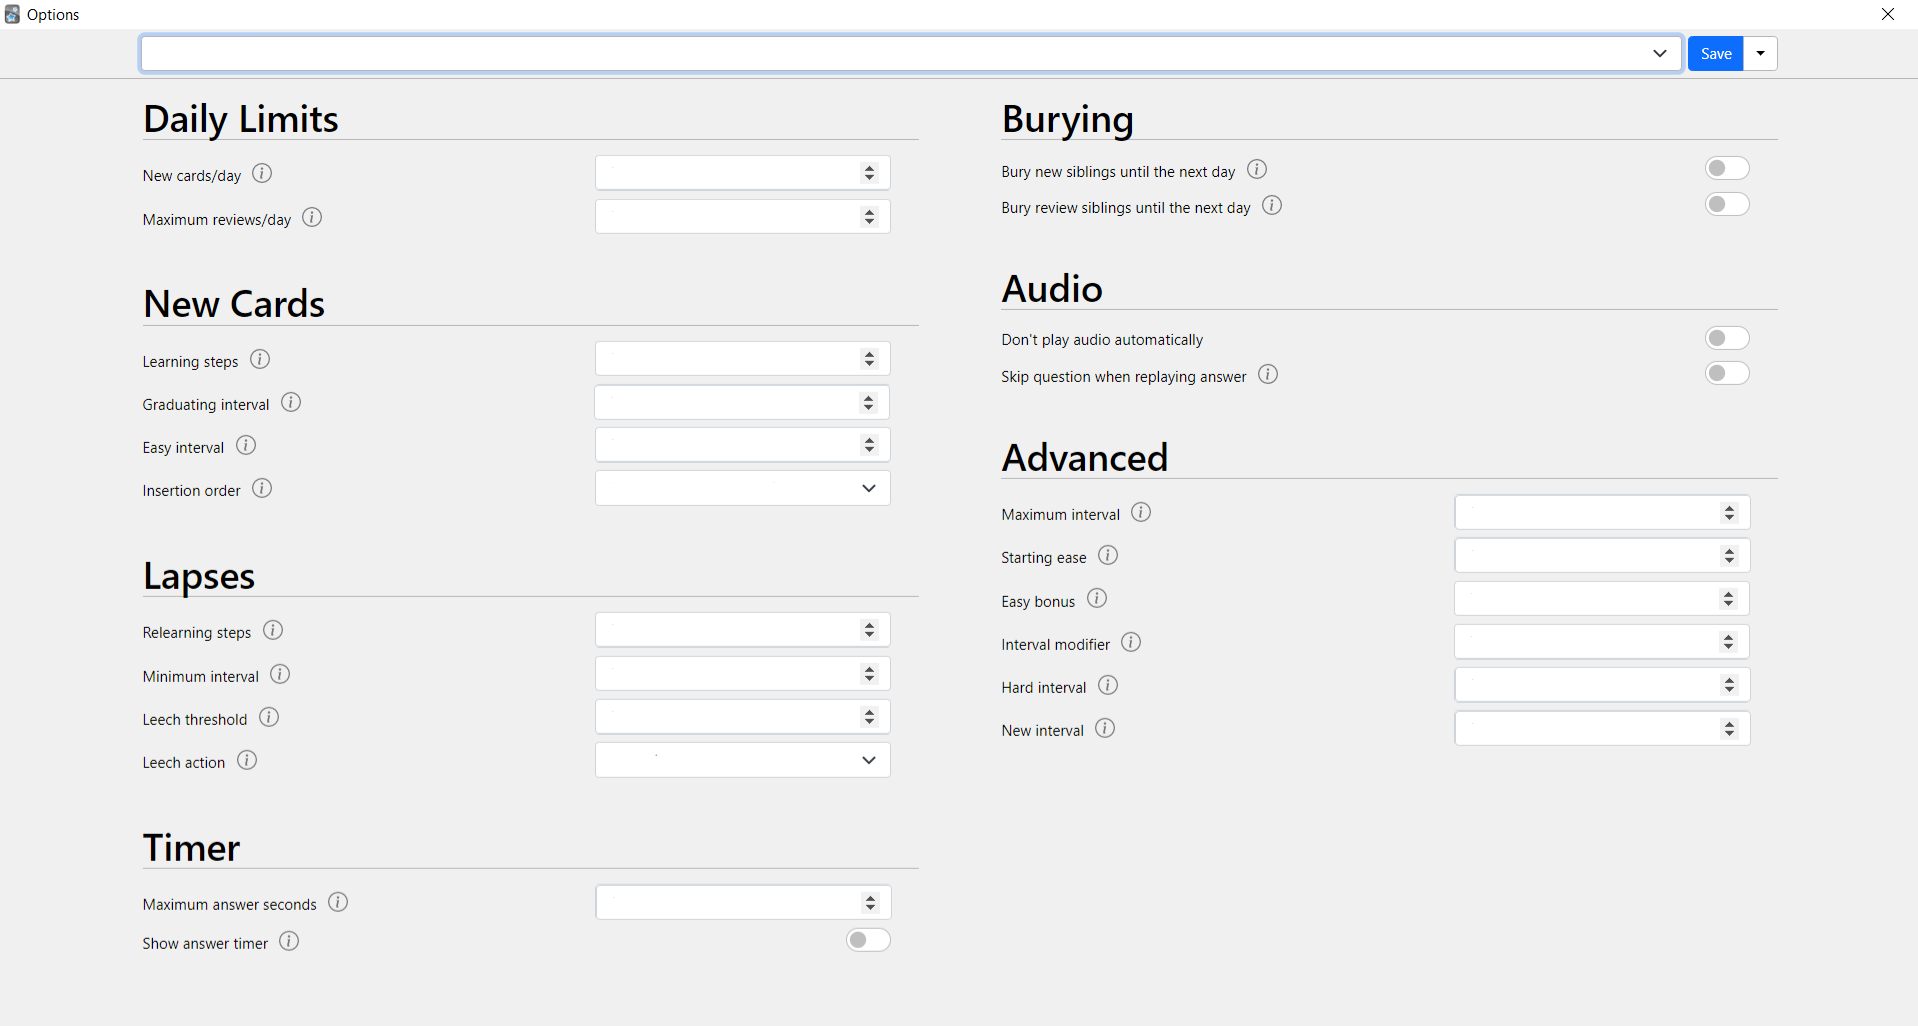 Options
Save
Daily Limits
New cards/day
Maximum reviews/day
New Cards
Learning steps
Graduating interval
Easy interval
Insertion order
Lapses
Relearning steps
Minimum interval
Leech threshold
Leech action
Timer
Maximum answer seconds
Show answer timer
Burying
Bury new siblings until the next day
Bury review siblings until the next day
Audio
Don't play audio automatically
Skip question when replaying answer
Advanced
Maximum interval
Starting ease
Easy bonus
Interval modifier
Hard interval
New interval